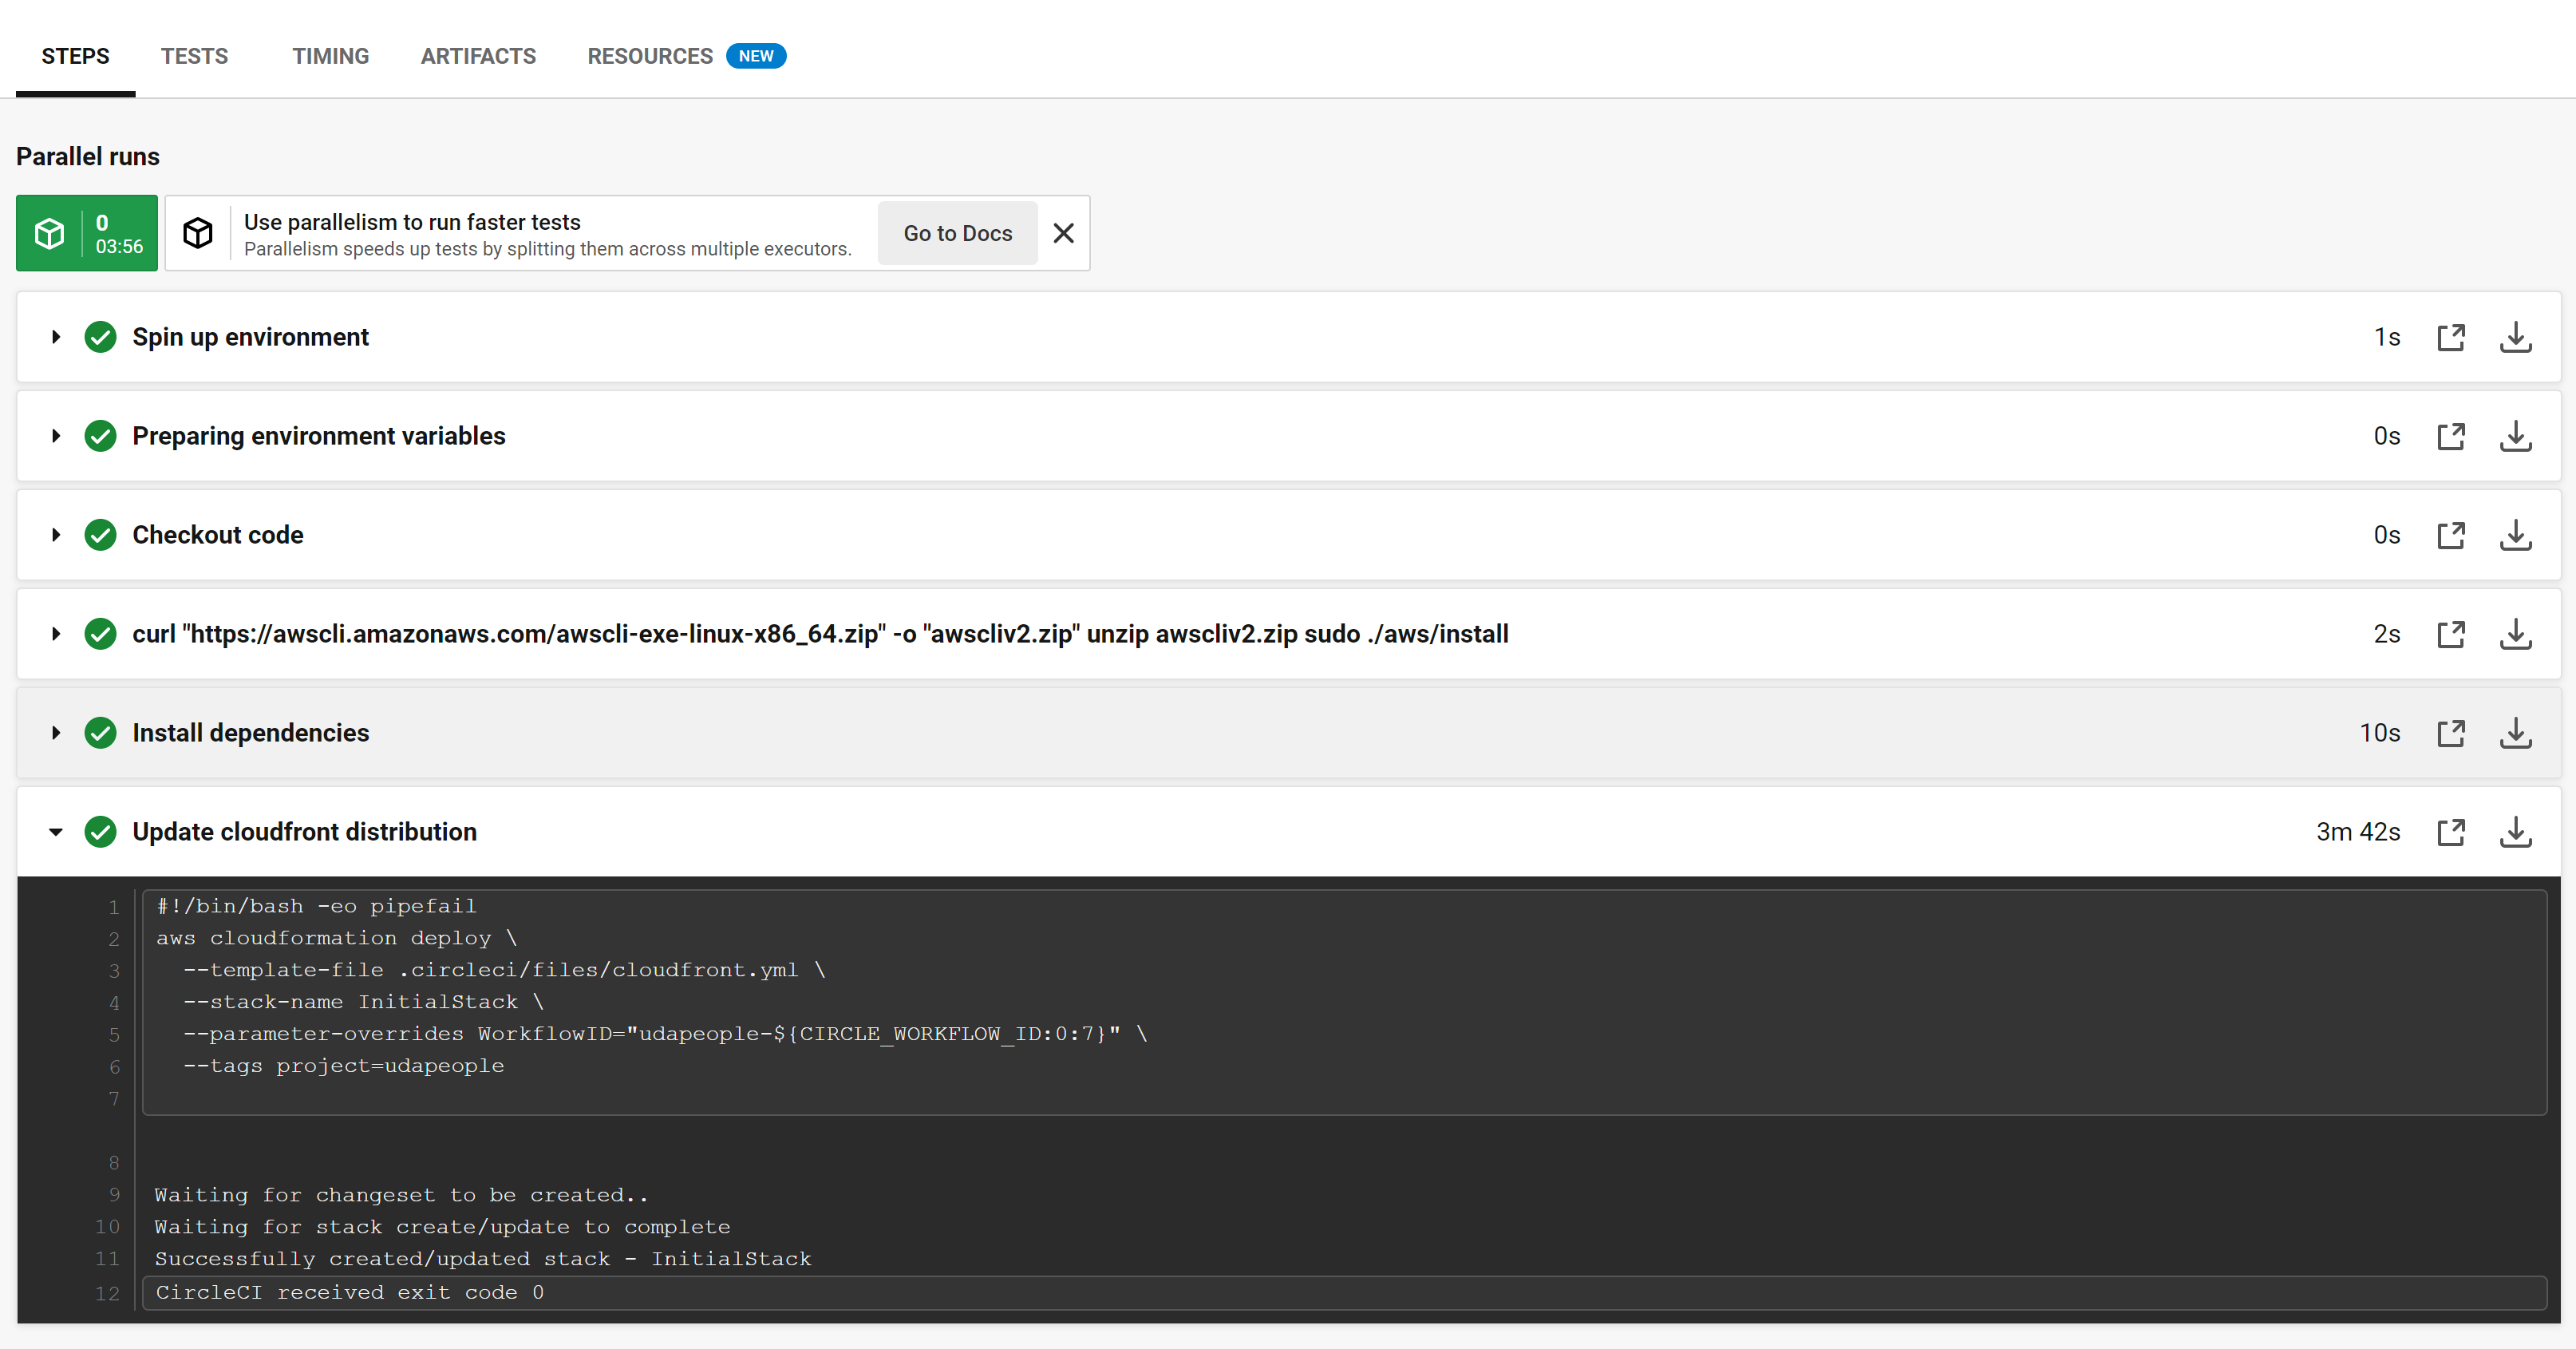 STEPS TESTS TIMING ARTIFACTS RESOURCES NEW
Parallel runs
0
03:56
Use parallelism to run faster tests
Parallelism speeds up tests by splitting them across multiple executors.
Go to Docs
Spin up environment 1s
Preparing environment variables 0s
Checkout code 0s
curl "https://awscli.amazonaws.com/awscli-exe-linux-x86_64.zip" -o "awscliv2.zip" unzip awscliv2.zip sudo ./aws/install 2s
Install dependencies 10s
Update cloudfront distribution 3m 42s
1 #!/bin/bash -eo pipefail
2 aws cloudformation deploy \
3 --template-file .circleci/files/cloudfront.yml \
4 --stack-name InitialStack \
5 --parameter-overrides WorkflowID="udapeople-${CIRCLE_WORKFLOW_ID:0:7}" \
6 --tags project=udapeople
7
8
9 Waiting for changeset to be created..
10 Waiting for stack create/update to complete
11 Successfully created/updated stack - InitialStack
12 CircleCI received exit code 0